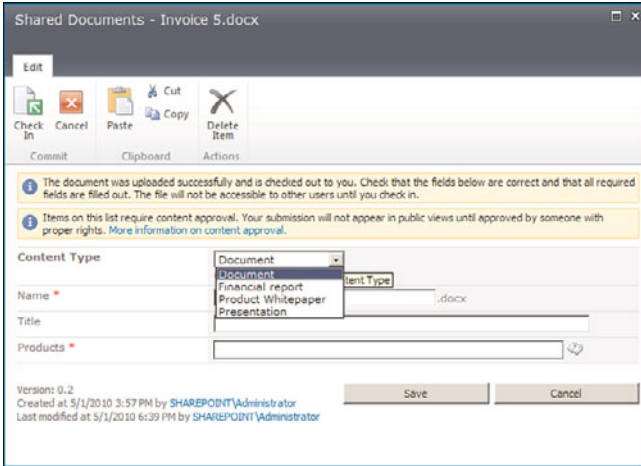 Shared Documents - Invoice 5.docx
Edit
Check In
Cancel
Paste
Cut
Copy
Delete Item
Commit
Clipboard
Actions
The document was uploaded successfully and is checked out to you. Check that the fields below are correct and that all required
fields are filled out. The file will not be accessible to other users until you check in.
Items on this list require content approval. Your submission will not appear in public views until approved by someone with
proper rights. More information on content approval.
Content Type
Document
Document
Financial report
Product Whitepaper
Presentation
tent Type
Name *
.docx
Title
Products *
Version: 0.2
Created at 5/1/2010 3:57 PM by SHAREPOINT\Administrator
Last modified at 5/1/2010 6:39 PM by SHAREPOINT\Administrator
Save
Cancel